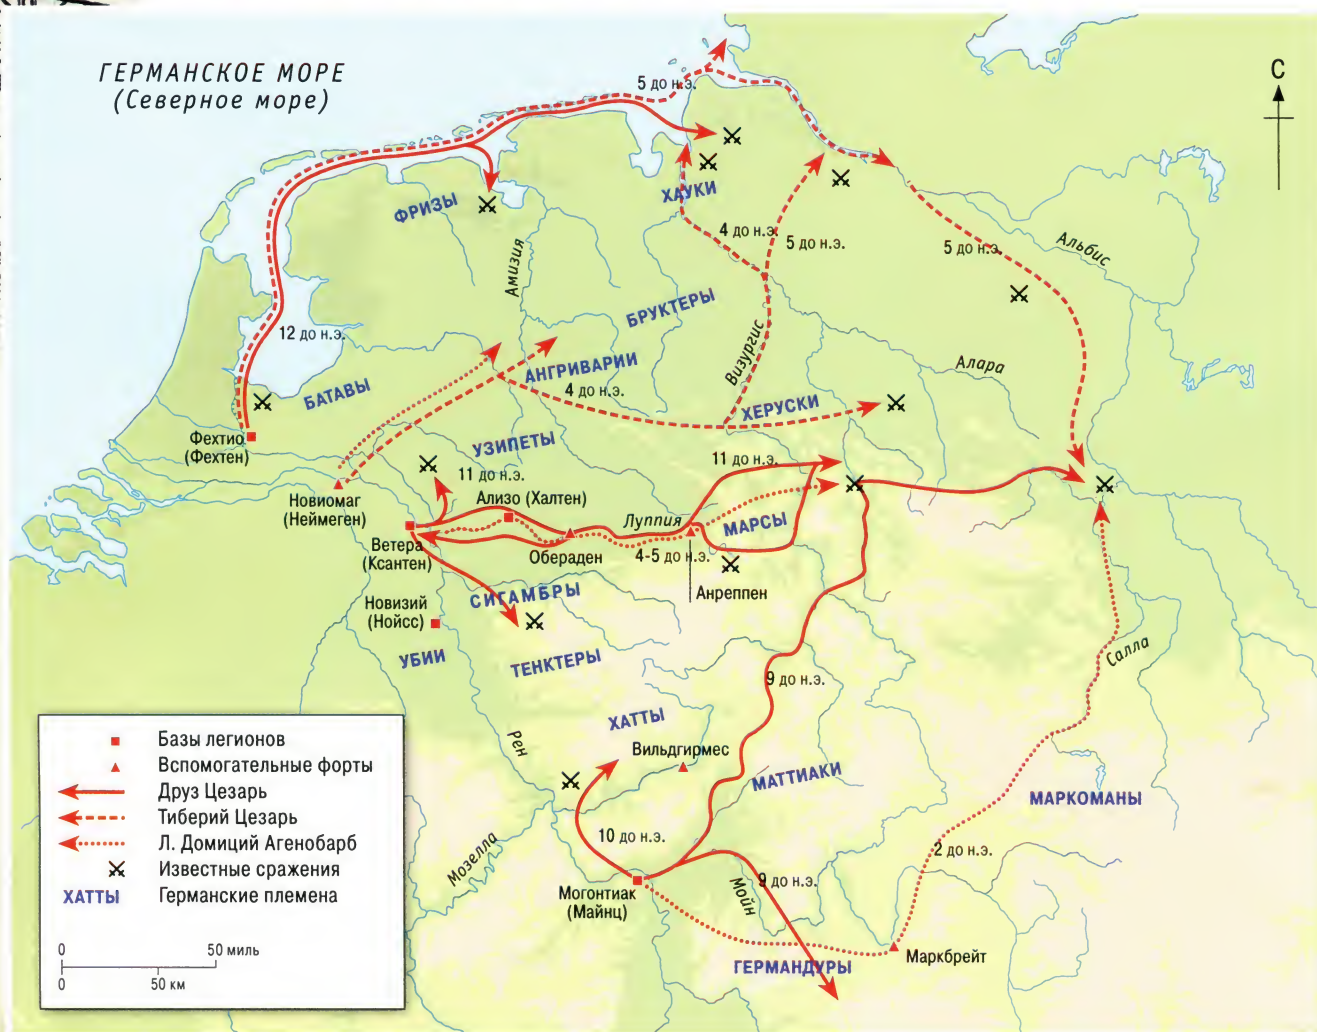 ГЕРМАНСКОЕ МОРЕ
(Северное море)
С
5 до н.э.
ХАУКИ
ФРИЗЫ
4 до н.э.
5 до н.э.
5 до н.э.
Альбис
Амизия
БРУКТЕРЫ
12 до н.э.
Визургис
АНГРИВАРИИ
Алара
БАТАВЫ
4 до н.э.
ХЕРУСКИ
Фехтио
(Фехтен)
УЗИПЕТЫ
11 до н.э.
11 до н.э.
Новиомаг
(Неймеген)
Ализо (Халтен)
Луппия
МАРСЫ
Ветера
(Ксантен)
Обераден
4-5 до н.э.
Анреппен
СИГАМБРЫ
Новизий
(Нойсс)
УБИИ
ТЕНКТЕРЫ
Салла
9 до н.э.
ХАТТЫ
Рен
Вильдгирмес
МАТТИАКИ
МАРКОМАНЫ
10 до н.э.
Мозелла
2 до н.э.
9 до н.э.
Могонтиак
(Майнц)
Мойн
Маркбрейт
ГЕРМАНДУРЫ
Базы легионов
Вспомогательные форты
Друз Цезарь
Тиберий Цезарь
Л. Домиций Агенобарб
Известные сражения
ХАТТЫ Германские племена
0 50 миль
0 50 км